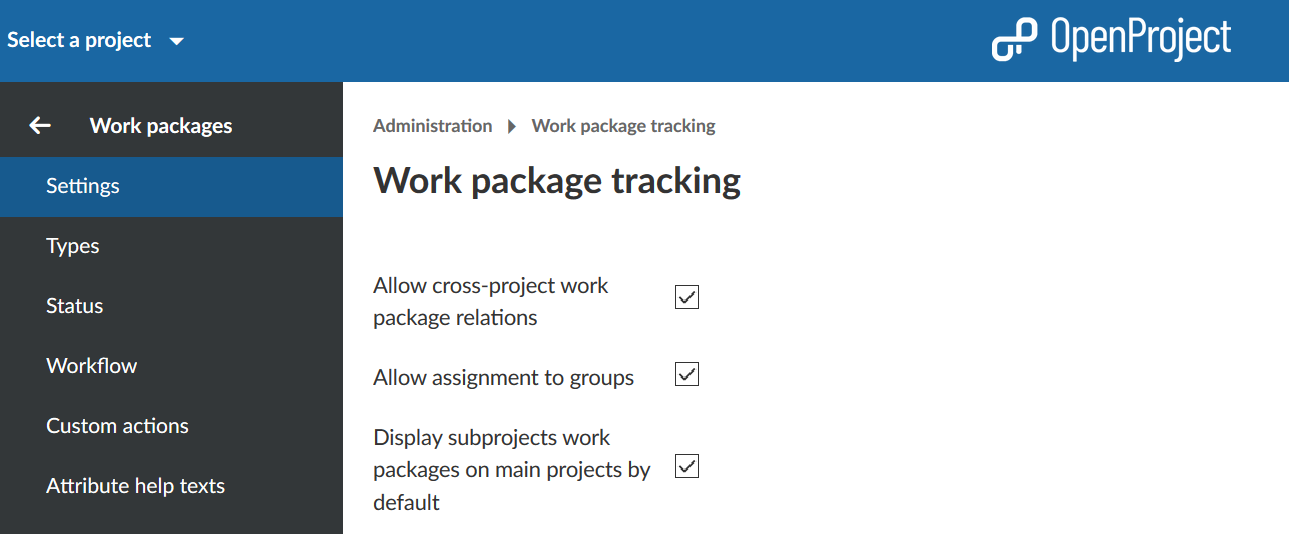 Select a project
OpenProject
Work packages
Settings
Types
Status
Workflow
Custom actions
Attribute help texts
Administration Work package tracking
Work package tracking
Allow cross-project work
package relations
Allow assignment to groups
Display subprojects work
packages on main projects by
default